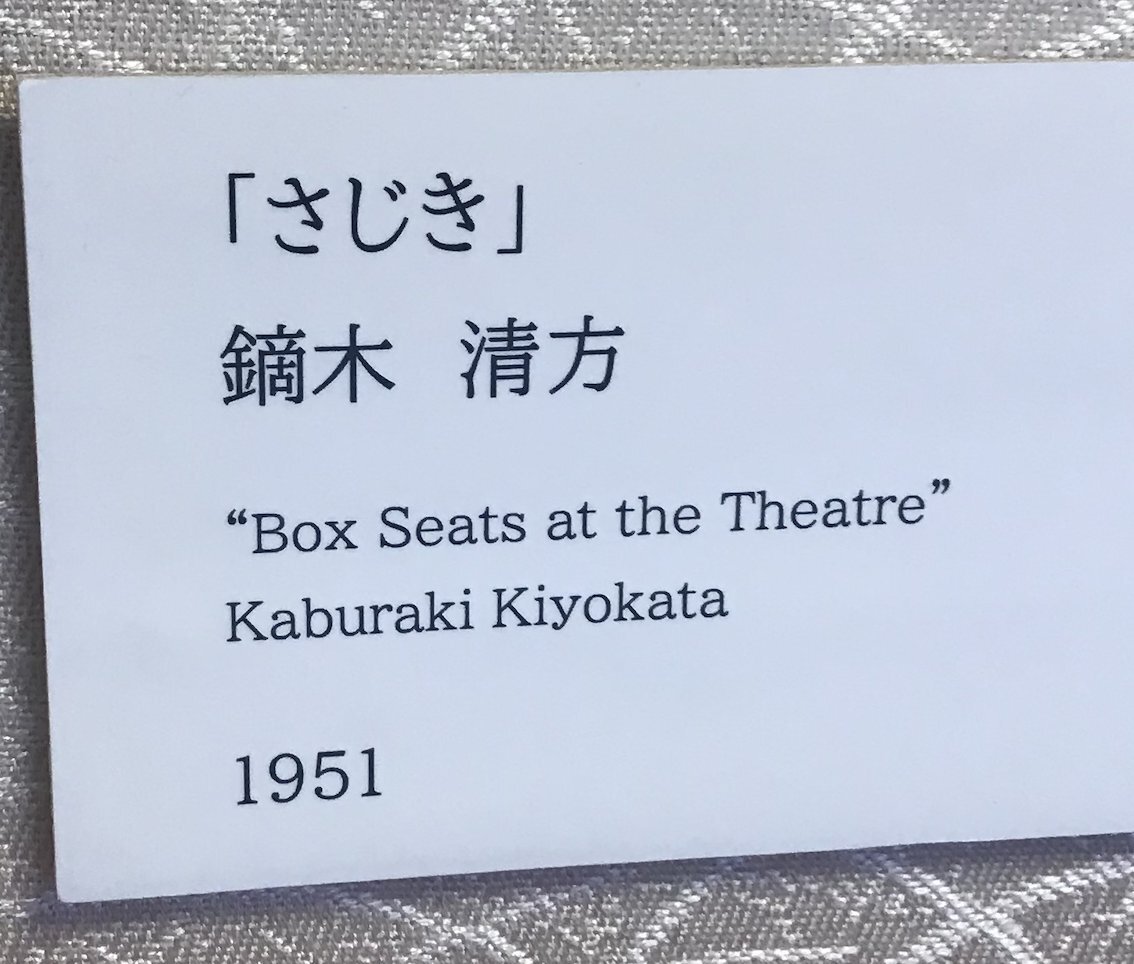 「さじき」
鏑木 清方
“Box Seats at the Theatre”
Kaburaki Kiyokata
1951